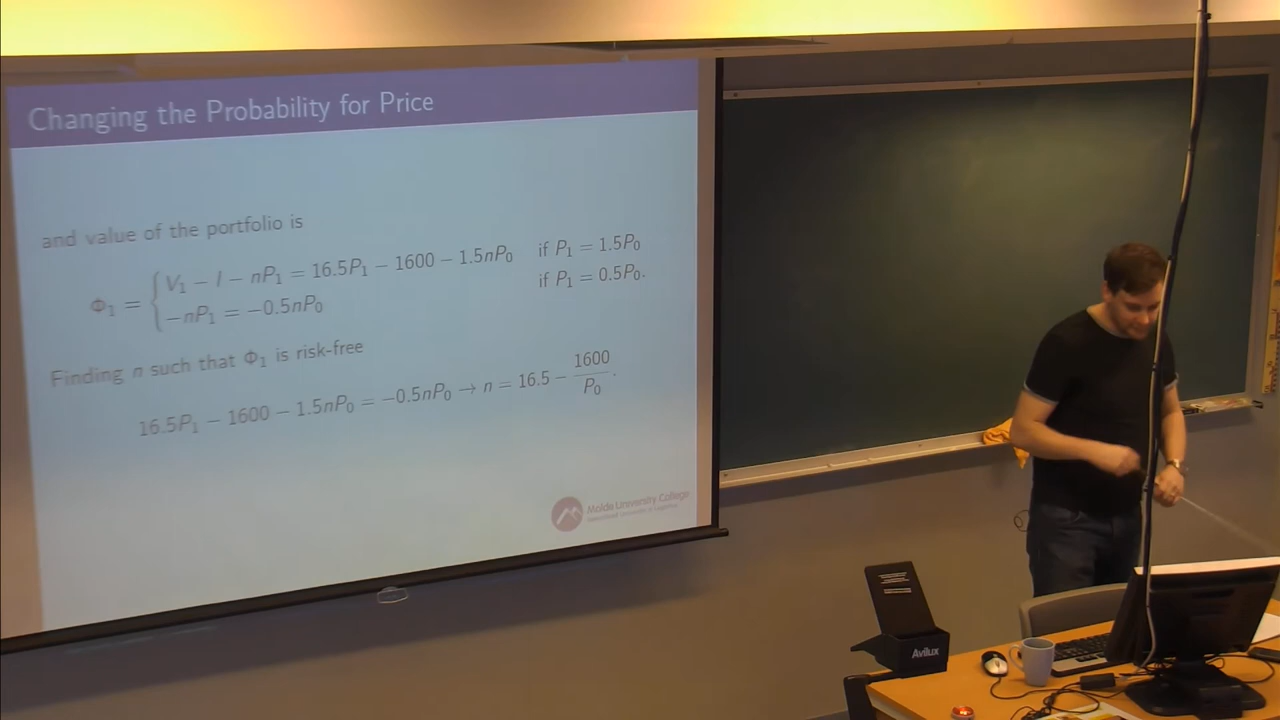 Changing the Probability for Price
and value of the portfolio is
Φ₁ = { V₁ − I − nP₁ = 16.5P₁ − 1600 − 1.5nP₀ if P₁ = 1.5P₀
−nP₁ = −0.5nP₀ if P₁ = 0.5P₀.
Finding n such that Φ₁ is risk-free
16.5P₁ − 1600 − 1.5nP₀ = −0.5nP₀ → n = 16.5 − 1600/P₀.
Molde University College
Avilux